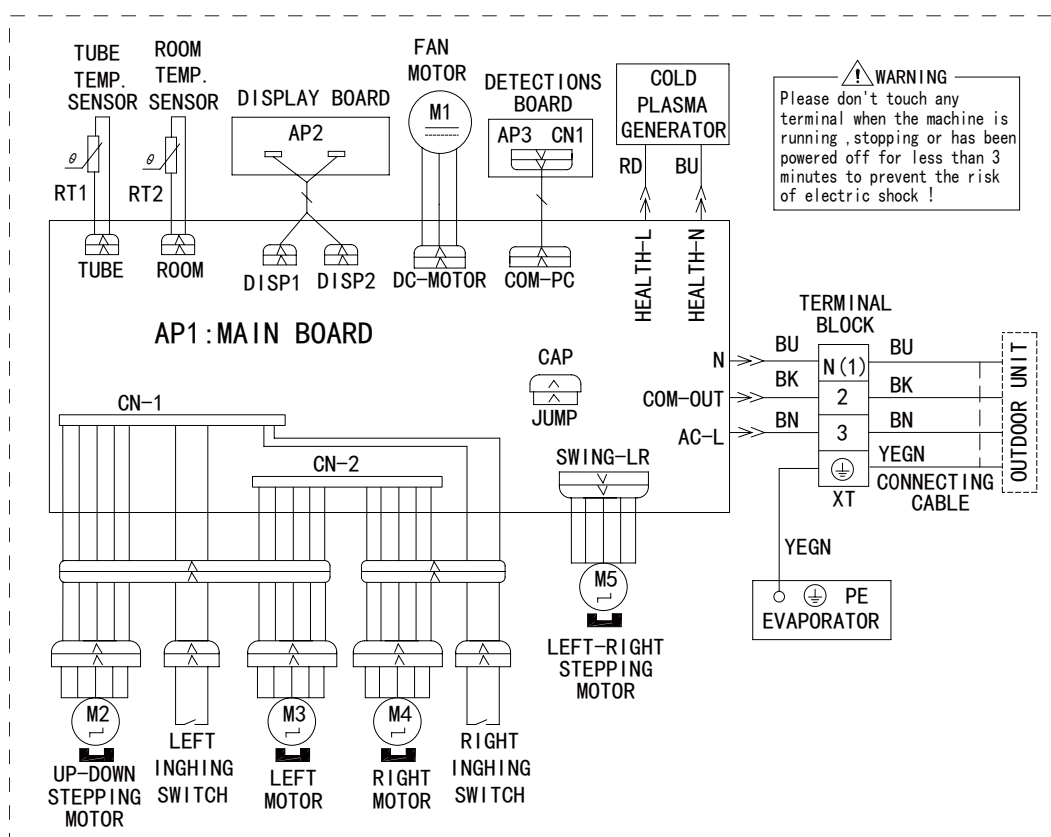 TUBE
TEMP.
SENSOR
ROOM
TEMP.
SENSOR
θ
RT1
θ
RT2
TUBE
ROOM
DISPLAY BOARD
AP2
DISP1
DISP2
FAN
MOTOR
M1
DC-MOTOR
DETECTIONS
BOARD
AP3 CN1
COM-PC
COLD
PLASMA
GENERATOR
RD
BU
HEALTH-L
HEALTH-N
WARNING
Please don't touch any
terminal when the machine is
running ,stopping or has been
powered off for less than 3
minutes to prevent the risk
of electric shock !
AP1:MAIN BOARD
CAP
JUMP
N
COM-OUT
AC-L
BU
BK
BN
TERMINAL
BLOCK
N(1)
2
3
XT
BU
BK
BN
YEGN
CONNECTING
CABLE
OUTDOOR UNIT
YEGN
PE
EVAPORATOR
CN-1
CN-2
SWING-LR
M5
LEFT-RIGHT
STEPPING
MOTOR
M2
UP-DOWN
STEPPING
MOTOR
LEFT
INGHING
SWITCH
M3
LEFT
MOTOR
M4
RIGHT
MOTOR
RIGHT
INGHING
SWITCH